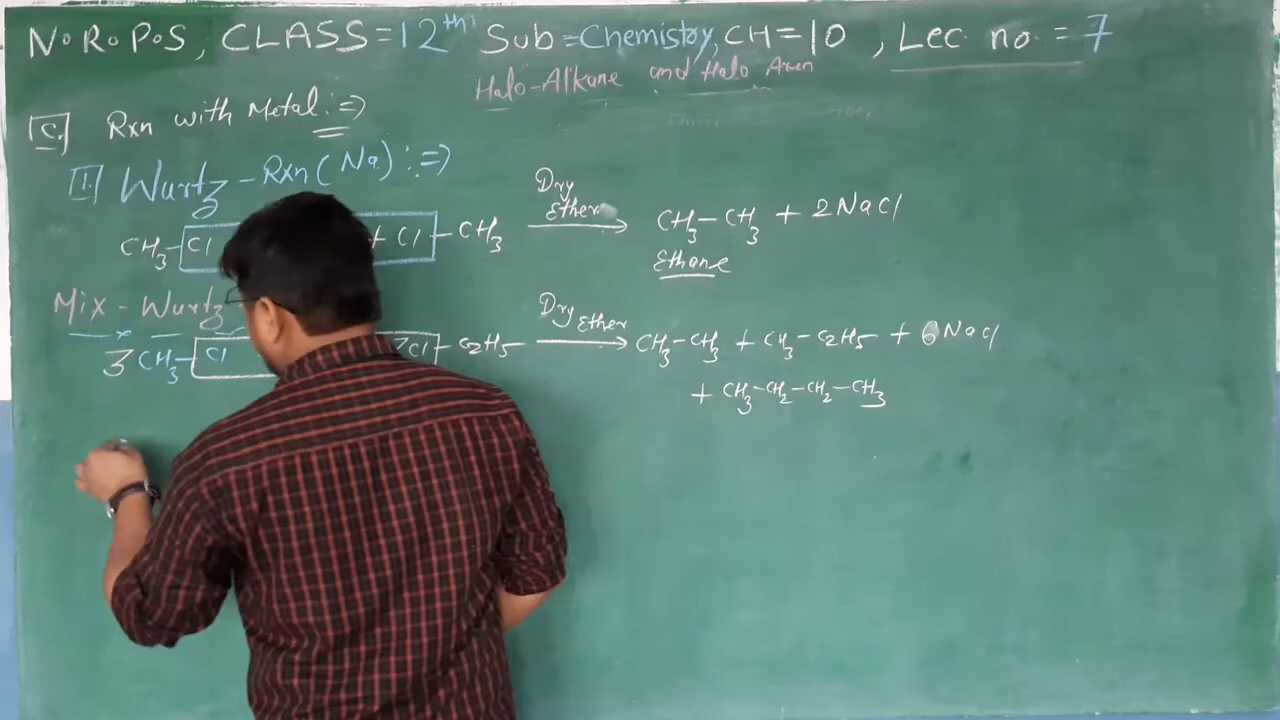 N.R.P.S, CLASS=12th Sub=Chemistry, CH=10, Lec no.=7
Halo-Alkane and Halo Aren
[C.] Rxn with Metal :⇒
[1.] Wurtz-Rxn (Na) :⇒
CH₃-Cl + Cl-CH₃ Dry Ether → CH₃-CH₃ + 2NaCl
Ethane
Mix-Wurtz
3CH₃-Cl Cl-C₂H₅ Dry Ether → CH₃-CH₃ + CH₃-C₂H₅ + 6NaCl
+ CH₃-CH₂-CH₂-CH₃